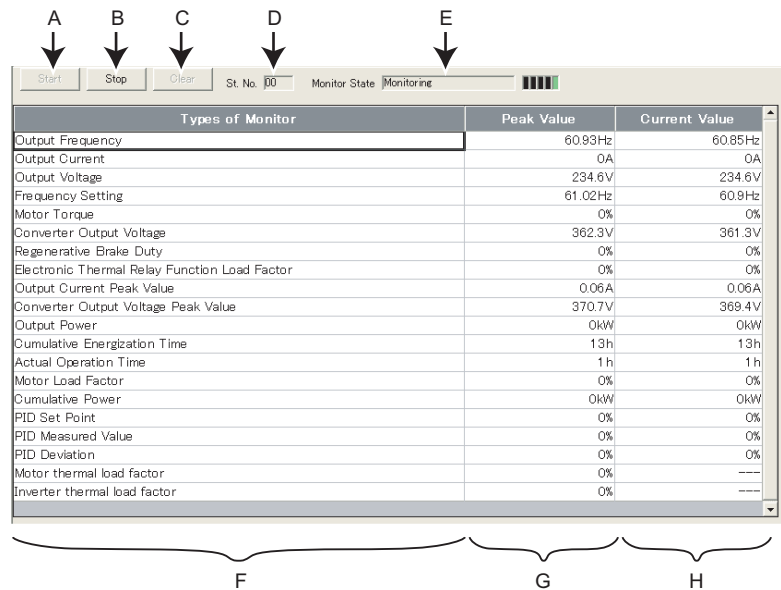 A B C D E
Start Stop Clear St. No. 00 Monitor State Monitoring
Types of Monitor Peak Value Current Value
Output Frequency 60.93Hz 60.85Hz
Output Current 0A 0A
Output Voltage 234.6V 234.6V
Frequency Setting 61.02Hz 60.9Hz
Motor Torque 0% 0%
Converter Output Voltage 362.3V 361.3V
Regenerative Brake Duty 0% 0%
Electronic Thermal Relay Function Load Factor 0% 0%
Output Current Peak Value 0.06A 0.06A
Converter Output Voltage Peak Value 370.7V 369.4V
Output Power 0kW 0kW
Cumulative Energization Time 13h 13h
Actual Operation Time 1h 1h
Motor Load Factor 0% 0%
Cumulative Power 0kW 0kW
PID Set Point 0% 0%
PID Measured Value 0% 0%
PID Deviation 0% 0%
Motor thermal load factor 0% ---
Inverter thermal load factor 0% ---
F G H